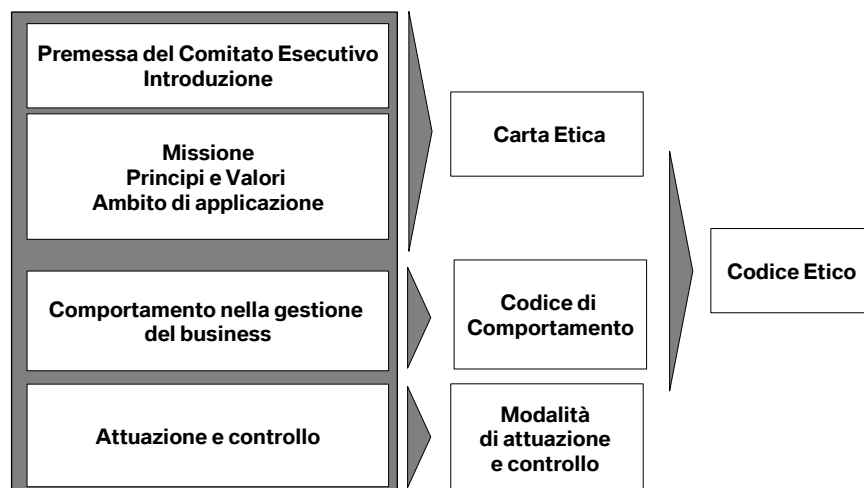 Premessa del Comitato Esecutivo
Introduzione
Missione
Principi e Valori
Ambito di applicazione
Comportamento nella gestione
del business
Attuazione e controllo
Carta Etica
Codice di
Comportamento
Modalità
di attuazione
e controllo
Codice Etico